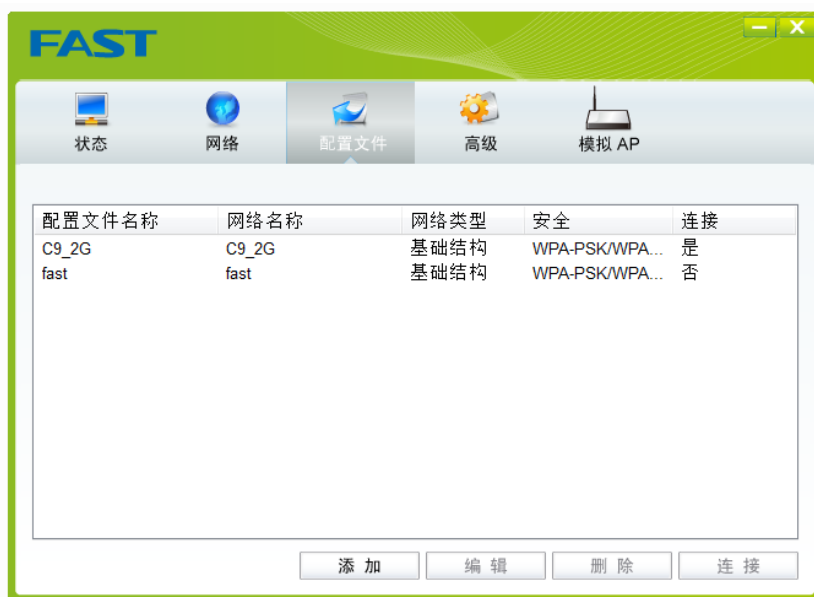 FAST
状态 网络 配置文件 高级 模拟 AP
配置文件名称 网络名称 网络类型 安全 连接
C9_2G C9_2G 基础结构 WPA-PSK/WPA... 是
fast fast 基础结构 WPA-PSK/WPA... 否
添 加 编 辑 删 除 连 接